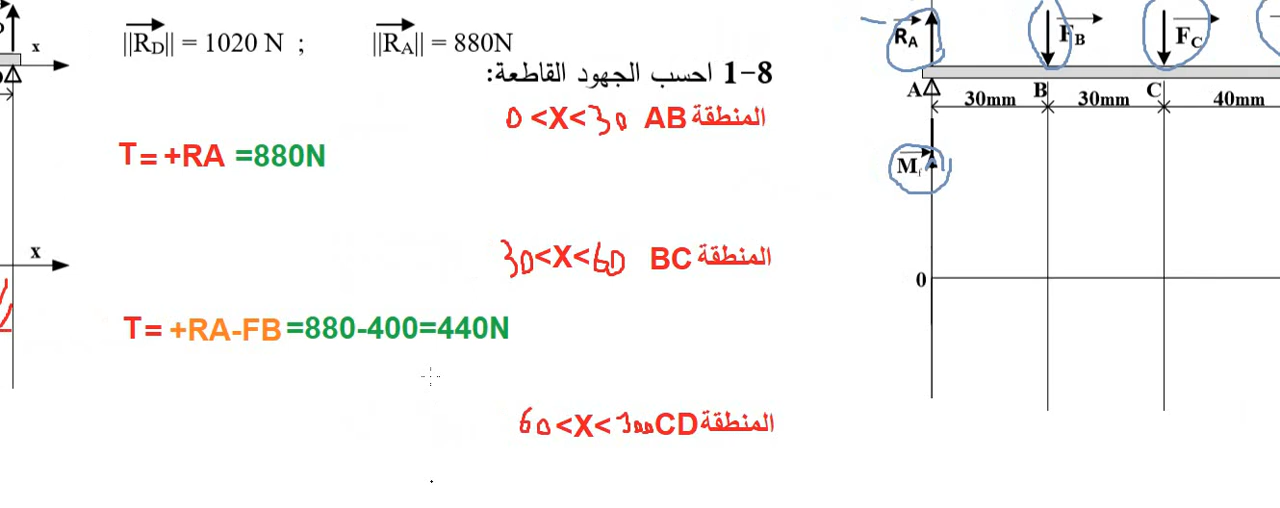 ||R_D|| = 1020 N ; ||R_A|| = 880N
1-8 احسب الجهود القاطعة:
المنطقة AB 0<X<30
T= +RA =880N
المنطقة BC 30<X<60
T= +RA-FB=880-400=440N
المنطقة CD 60<X<100
x
x
R_A
F_B
F_C
A
B
C
30mm
30mm
40mm
M_f
0